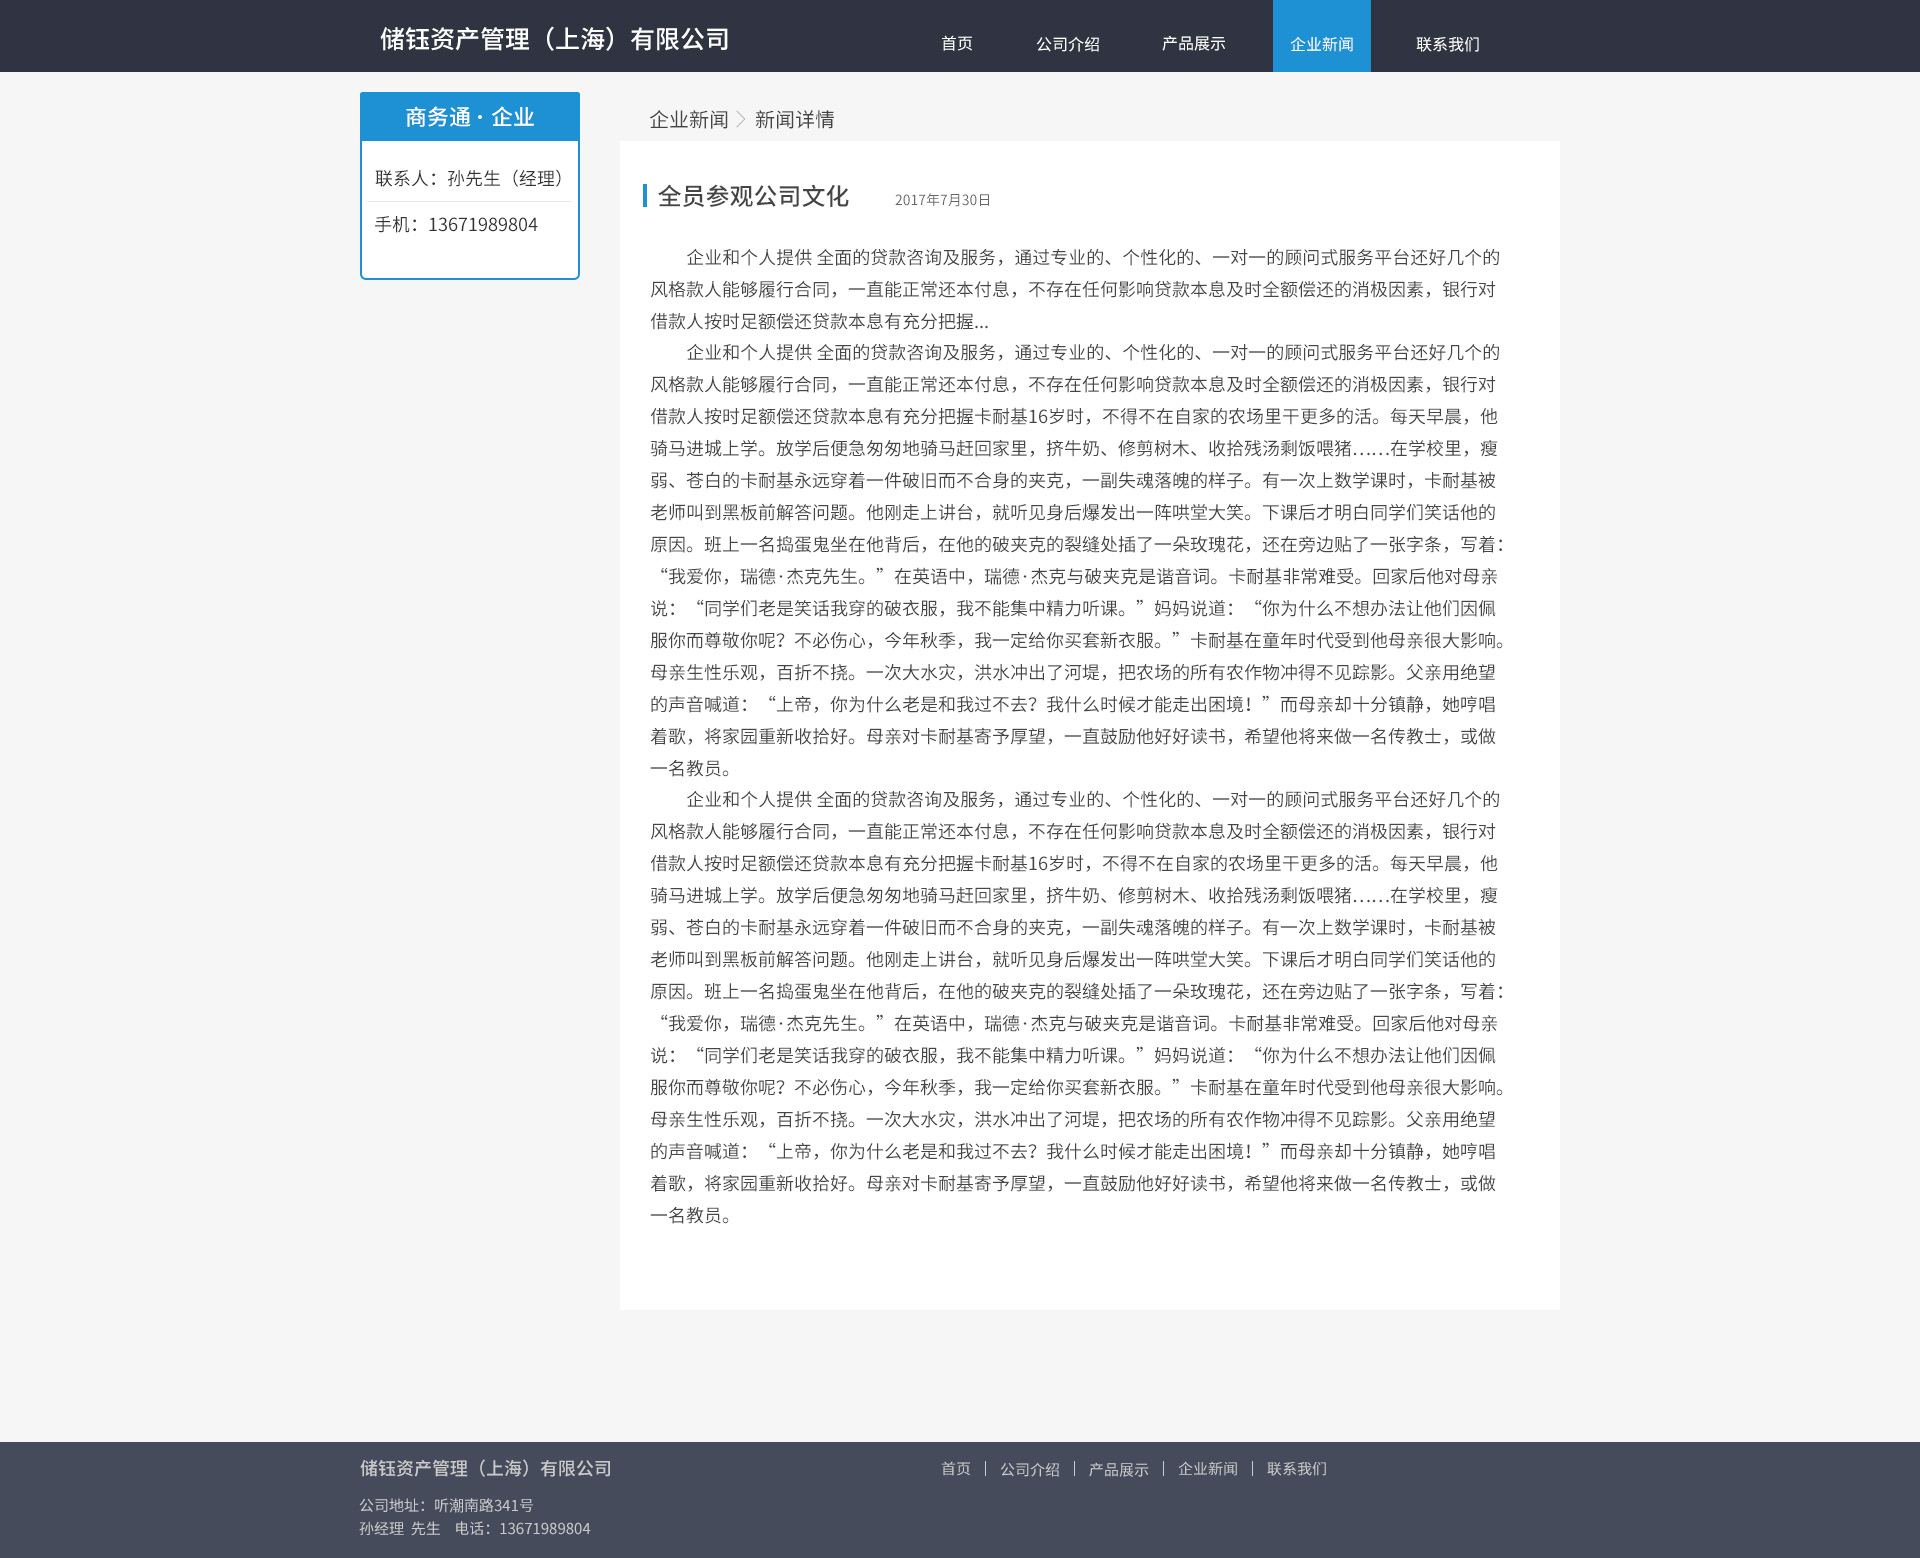 储钰资产管理（上海）有限公司
首页
公司介绍
产品展示
企业新闻
联系我们
商务通·企业
联系人：孙先生（经理）
手机：13671989804
企业新闻 > 新闻详情
全员参观公司文化
2017年7月30日
企业和个人提供 全面的贷款咨询及服务，通过专业的、个性化的、一对一的顾问式服务平台还好几个的
风格款人能够履行合同，一直能正常还本付息，不存在任何影响贷款本息及时全额偿还的消极因素，银行对
借款人按时足额偿还贷款本息有充分把握...
企业和个人提供 全面的贷款咨询及服务，通过专业的、个性化的、一对一的顾问式服务平台还好几个的
风格款人能够履行合同，一直能正常还本付息，不存在任何影响贷款本息及时全额偿还的消极因素，银行对
借款人按时足额偿还贷款本息有充分把握卡耐基16岁时，不得不在自家的农场里干更多的活。每天早晨，他
骑马进城上学。放学后便急匆匆地骑马赶回家里，挤牛奶、修剪树木、收拾残汤剩饭喂猪……在学校里，瘦
弱、苍白的卡耐基永远穿着一件破旧而不合身的夹克，一副失魂落魄的样子。有一次上数学课时，卡耐基被
老师叫到黑板前解答问题。他刚走上讲台，就听见身后爆发出一阵哄堂大笑。下课后才明白同学们笑话他的
原因。班上一名捣蛋鬼坐在他背后，在他的破夹克的裂缝处插了一朵玫瑰花，还在旁边贴了一张字条，写着：
“我爱你，瑞德·杰克先生。”在英语中，瑞德·杰克与破夹克是谐音词。卡耐基非常难受。回家后他对母亲
说：“同学们老是笑话我穿的破衣服，我不能集中精力听课。”妈妈说道：“你为什么不想办法让他们因佩
服你而尊敬你呢？不必伤心，今年秋季，我一定给你买套新衣服。”卡耐基在童年时代受到他母亲很大影响。
母亲生性乐观，百折不挠。一次大水灾，洪水冲出了河堤，把农场的所有农作物冲得不见踪影。父亲用绝望
的声音喊道：“上帝，你为什么老是和我过不去？我什么时候才能走出困境！”而母亲却十分镇静，她哼唱
着歌，将家园重新收拾好。母亲对卡耐基寄予厚望，一直鼓励他好好读书，希望他将来做一名传教士，或做
一名教员。
企业和个人提供 全面的贷款咨询及服务，通过专业的、个性化的、一对一的顾问式服务平台还好几个的
风格款人能够履行合同，一直能正常还本付息，不存在任何影响贷款本息及时全额偿还的消极因素，银行对
借款人按时足额偿还贷款本息有充分把握卡耐基16岁时，不得不在自家的农场里干更多的活。每天早晨，他
骑马进城上学。放学后便急匆匆地骑马赶回家里，挤牛奶、修剪树木、收拾残汤剩饭喂猪……在学校里，瘦
弱、苍白的卡耐基永远穿着一件破旧而不合身的夹克，一副失魂落魄的样子。有一次上数学课时，卡耐基被
老师叫到黑板前解答问题。他刚走上讲台，就听见身后爆发出一阵哄堂大笑。下课后才明白同学们笑话他的
原因。班上一名捣蛋鬼坐在他背后，在他的破夹克的裂缝处插了一朵玫瑰花，还在旁边贴了一张字条，写着：
“我爱你，瑞德·杰克先生。”在英语中，瑞德·杰克与破夹克是谐音词。卡耐基非常难受。回家后他对母亲
说：“同学们老是笑话我穿的破衣服，我不能集中精力听课。”妈妈说道：“你为什么不想办法让他们因佩
服你而尊敬你呢？不必伤心，今年秋季，我一定给你买套新衣服。”卡耐基在童年时代受到他母亲很大影响。
母亲生性乐观，百折不挠。一次大水灾，洪水冲出了河堤，把农场的所有农作物冲得不见踪影。父亲用绝望
的声音喊道：“上帝，你为什么老是和我过不去？我什么时候才能走出困境！”而母亲却十分镇静，她哼唱
着歌，将家园重新收拾好。母亲对卡耐基寄予厚望，一直鼓励他好好读书，希望他将来做一名传教士，或做
一名教员。
储钰资产管理（上海）有限公司
首页 | 公司介绍 | 产品展示 | 企业新闻 | 联系我们
公司地址：听潮南路341号
孙经理 先生 电话：13671989804